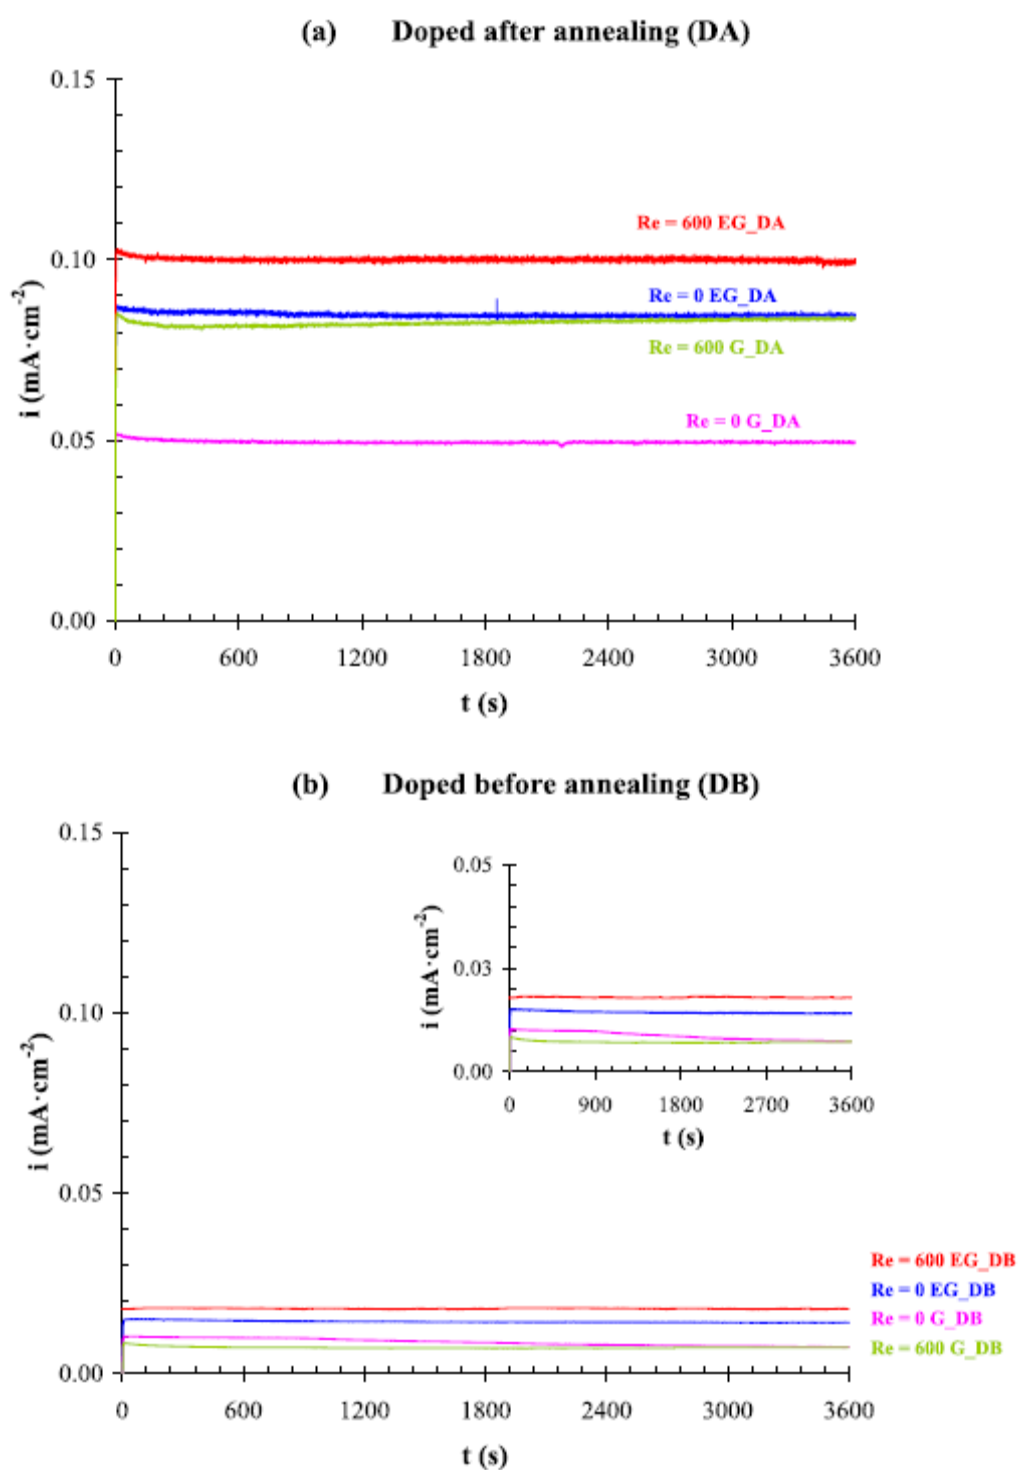 (a) Doped after annealing (DA)
0.15
0.10
0.05
0.00
i (mA·cm-2)
Re = 600 EG_DA
Re = 0 EG_DA
Re = 600 G_DA
Re = 0 G_DA
0 600 1200 1800 2400 3000 3600
t (s)
(b) Doped before annealing (DB)
0.15
0.10
0.05
0.00
i (mA·cm-2)
0.05
0.03
0.00
i (mA·cm-2)
0 900 1800 2700 3600
t (s)
Re = 600 EG_DB
Re = 0 EG_DB
Re = 0 G_DB
Re = 600 G_DB
0 600 1200 1800 2400 3000 3600
t (s)